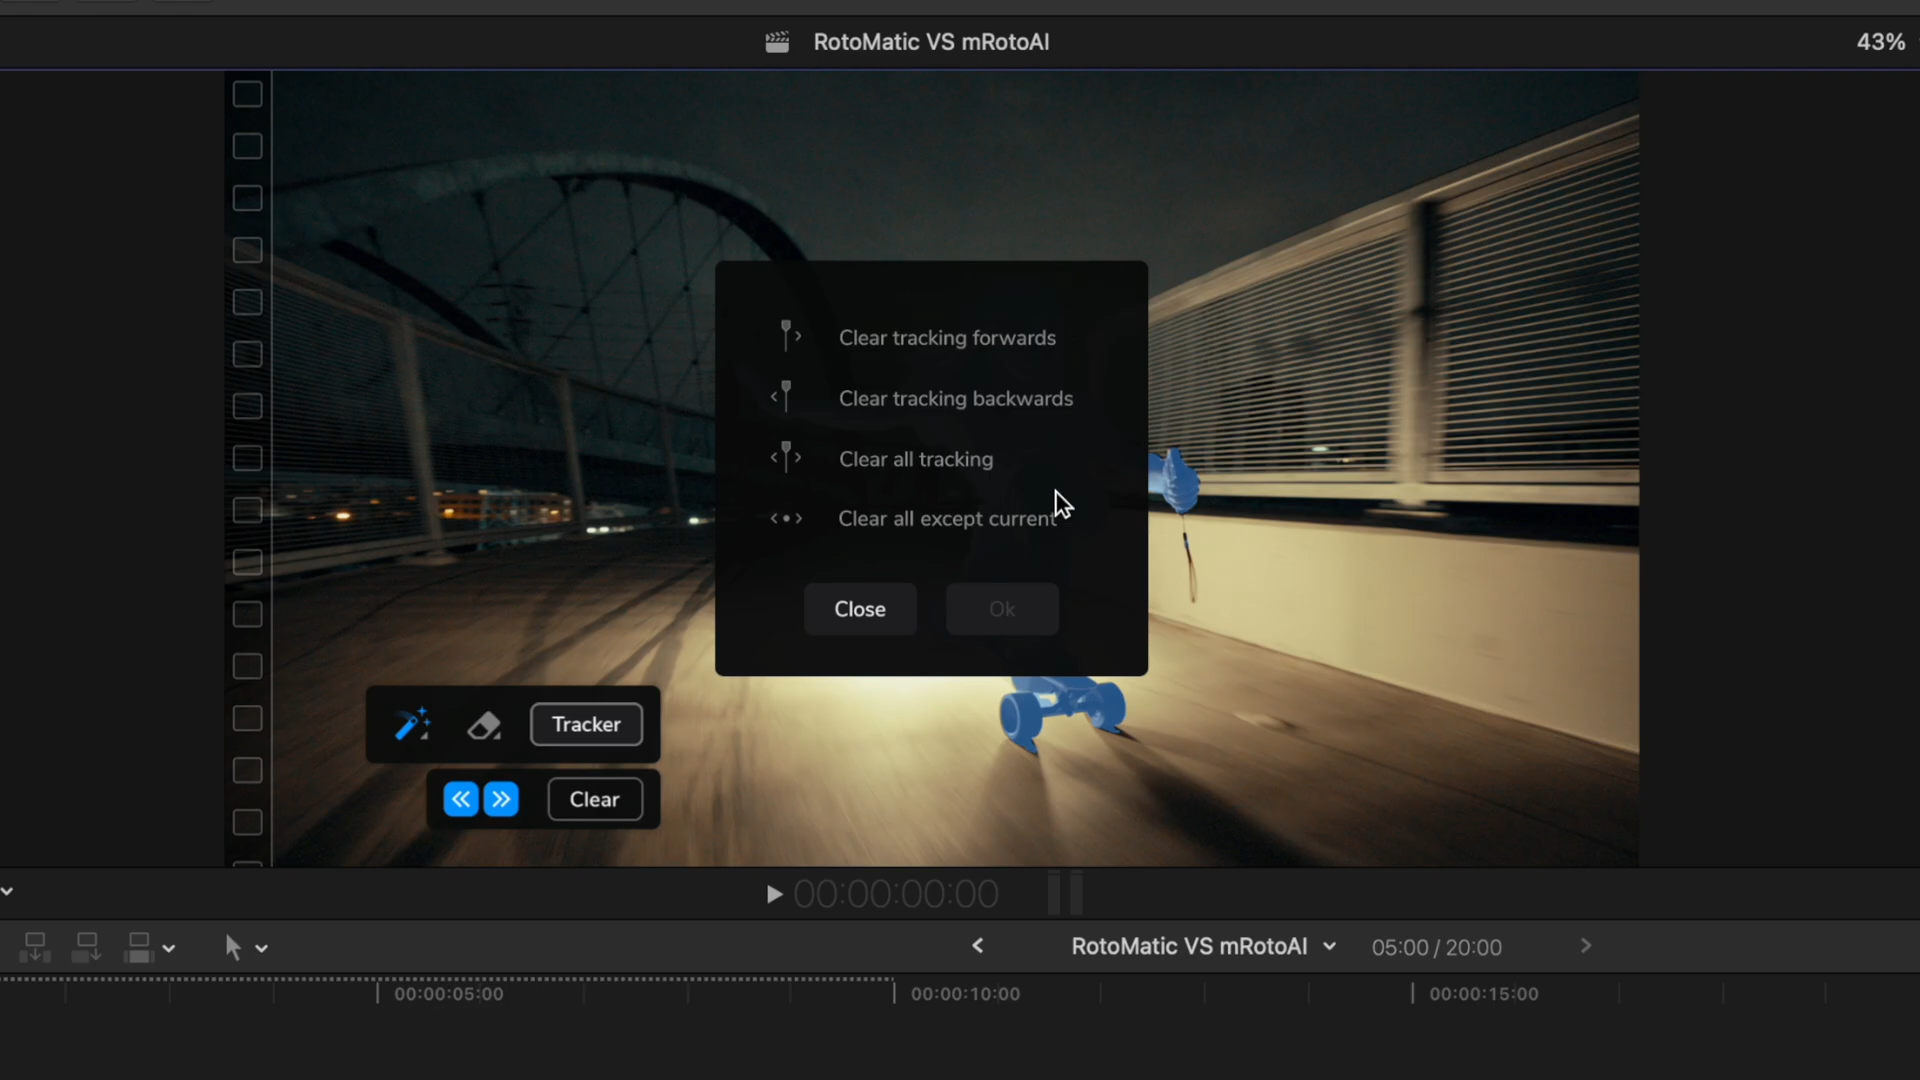 RotoMatic VS mRotoAI
43%
Clear tracking forwards
Clear tracking backwards
Clear all tracking
Clear all except current
Close
Ok
Tracker
Clear
00:00:00:00
RotoMatic VS mRotoAI
05:00 / 20:00
00:00:05:00
00:00:10:00
00:00:15:00